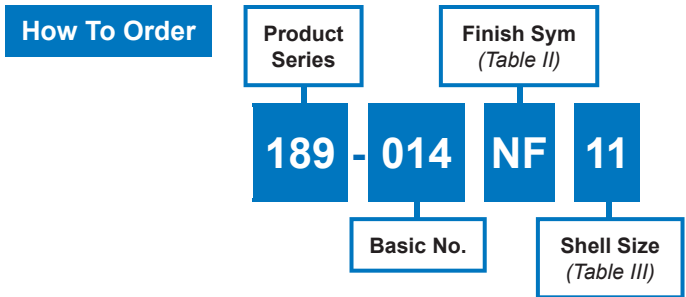 How To Order
Product
Series
Finish Sym
(Table II)
189 - 014 NF 11
Basic No.
Shell Size
(Table III)